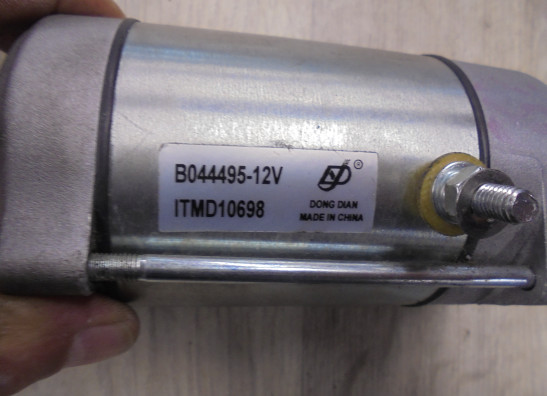 B044495-12V
ITMD10698
®
DONG DIAN
MADE IN CHINA